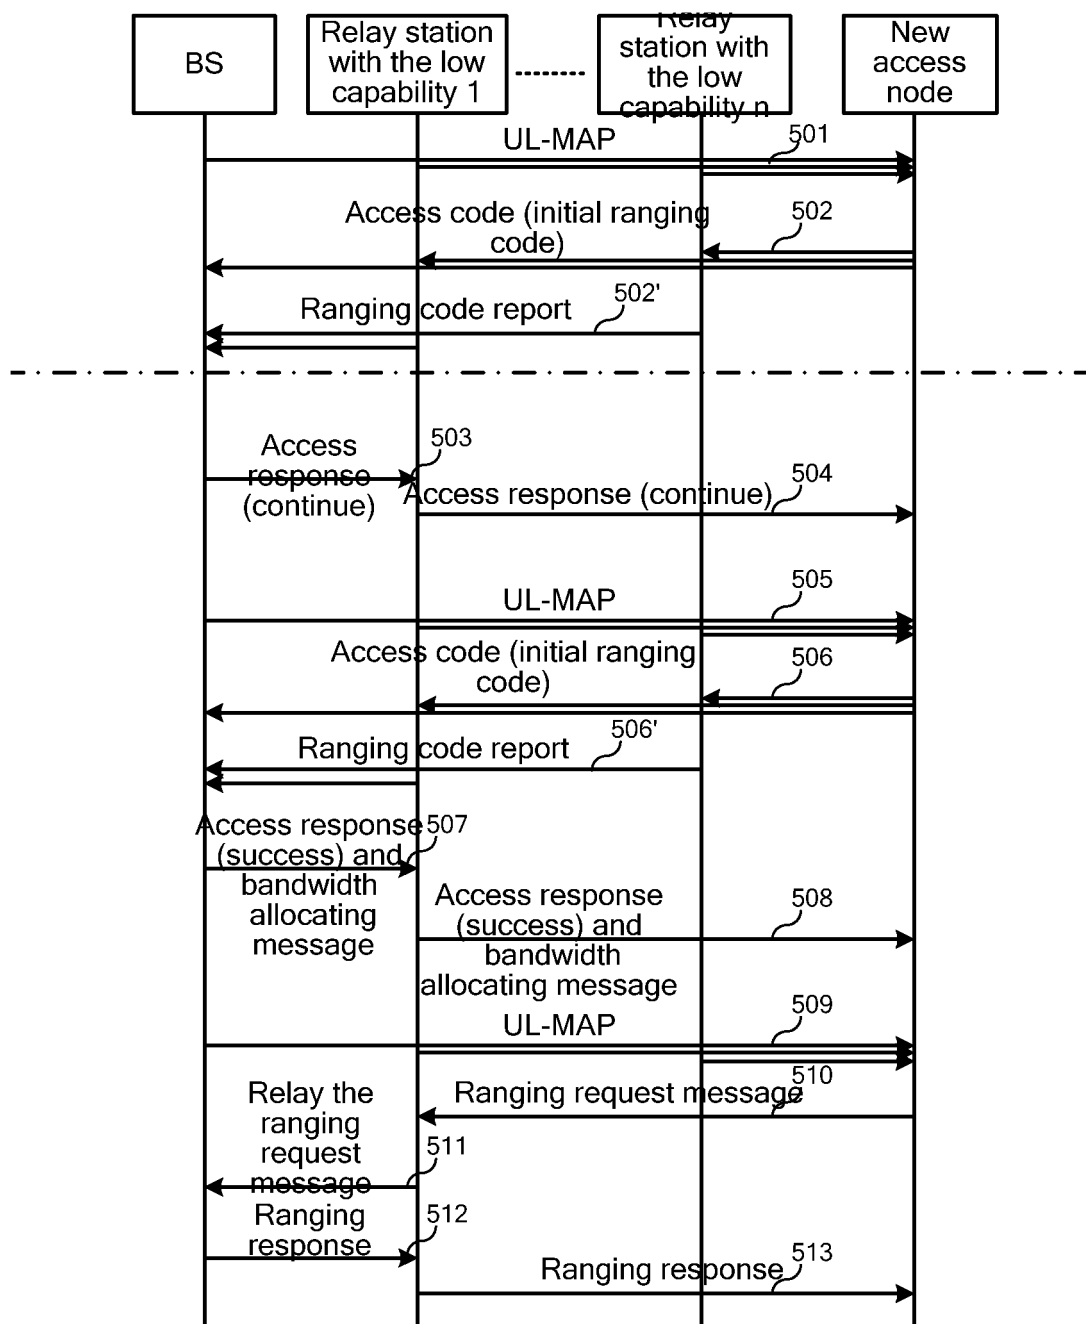 BS
Relay station
with the low
capability 1
Relay
station with
the low
capability n
New
access
node
UL-MAP
501
Access code (initial ranging
code)
502
Ranging code report
502'
Access
response
(continue)
503
Access response (continue)
504
UL-MAP
505
Access code (initial ranging
code)
506
Ranging code report
506'
Access response
(success) and
bandwidth
allocating
message
507
Access response
(success) and
bandwidth
allocating message
508
UL-MAP
509
Ranging request message
510
Relay the
ranging
request
message
511
Ranging
response
512
Ranging response
513